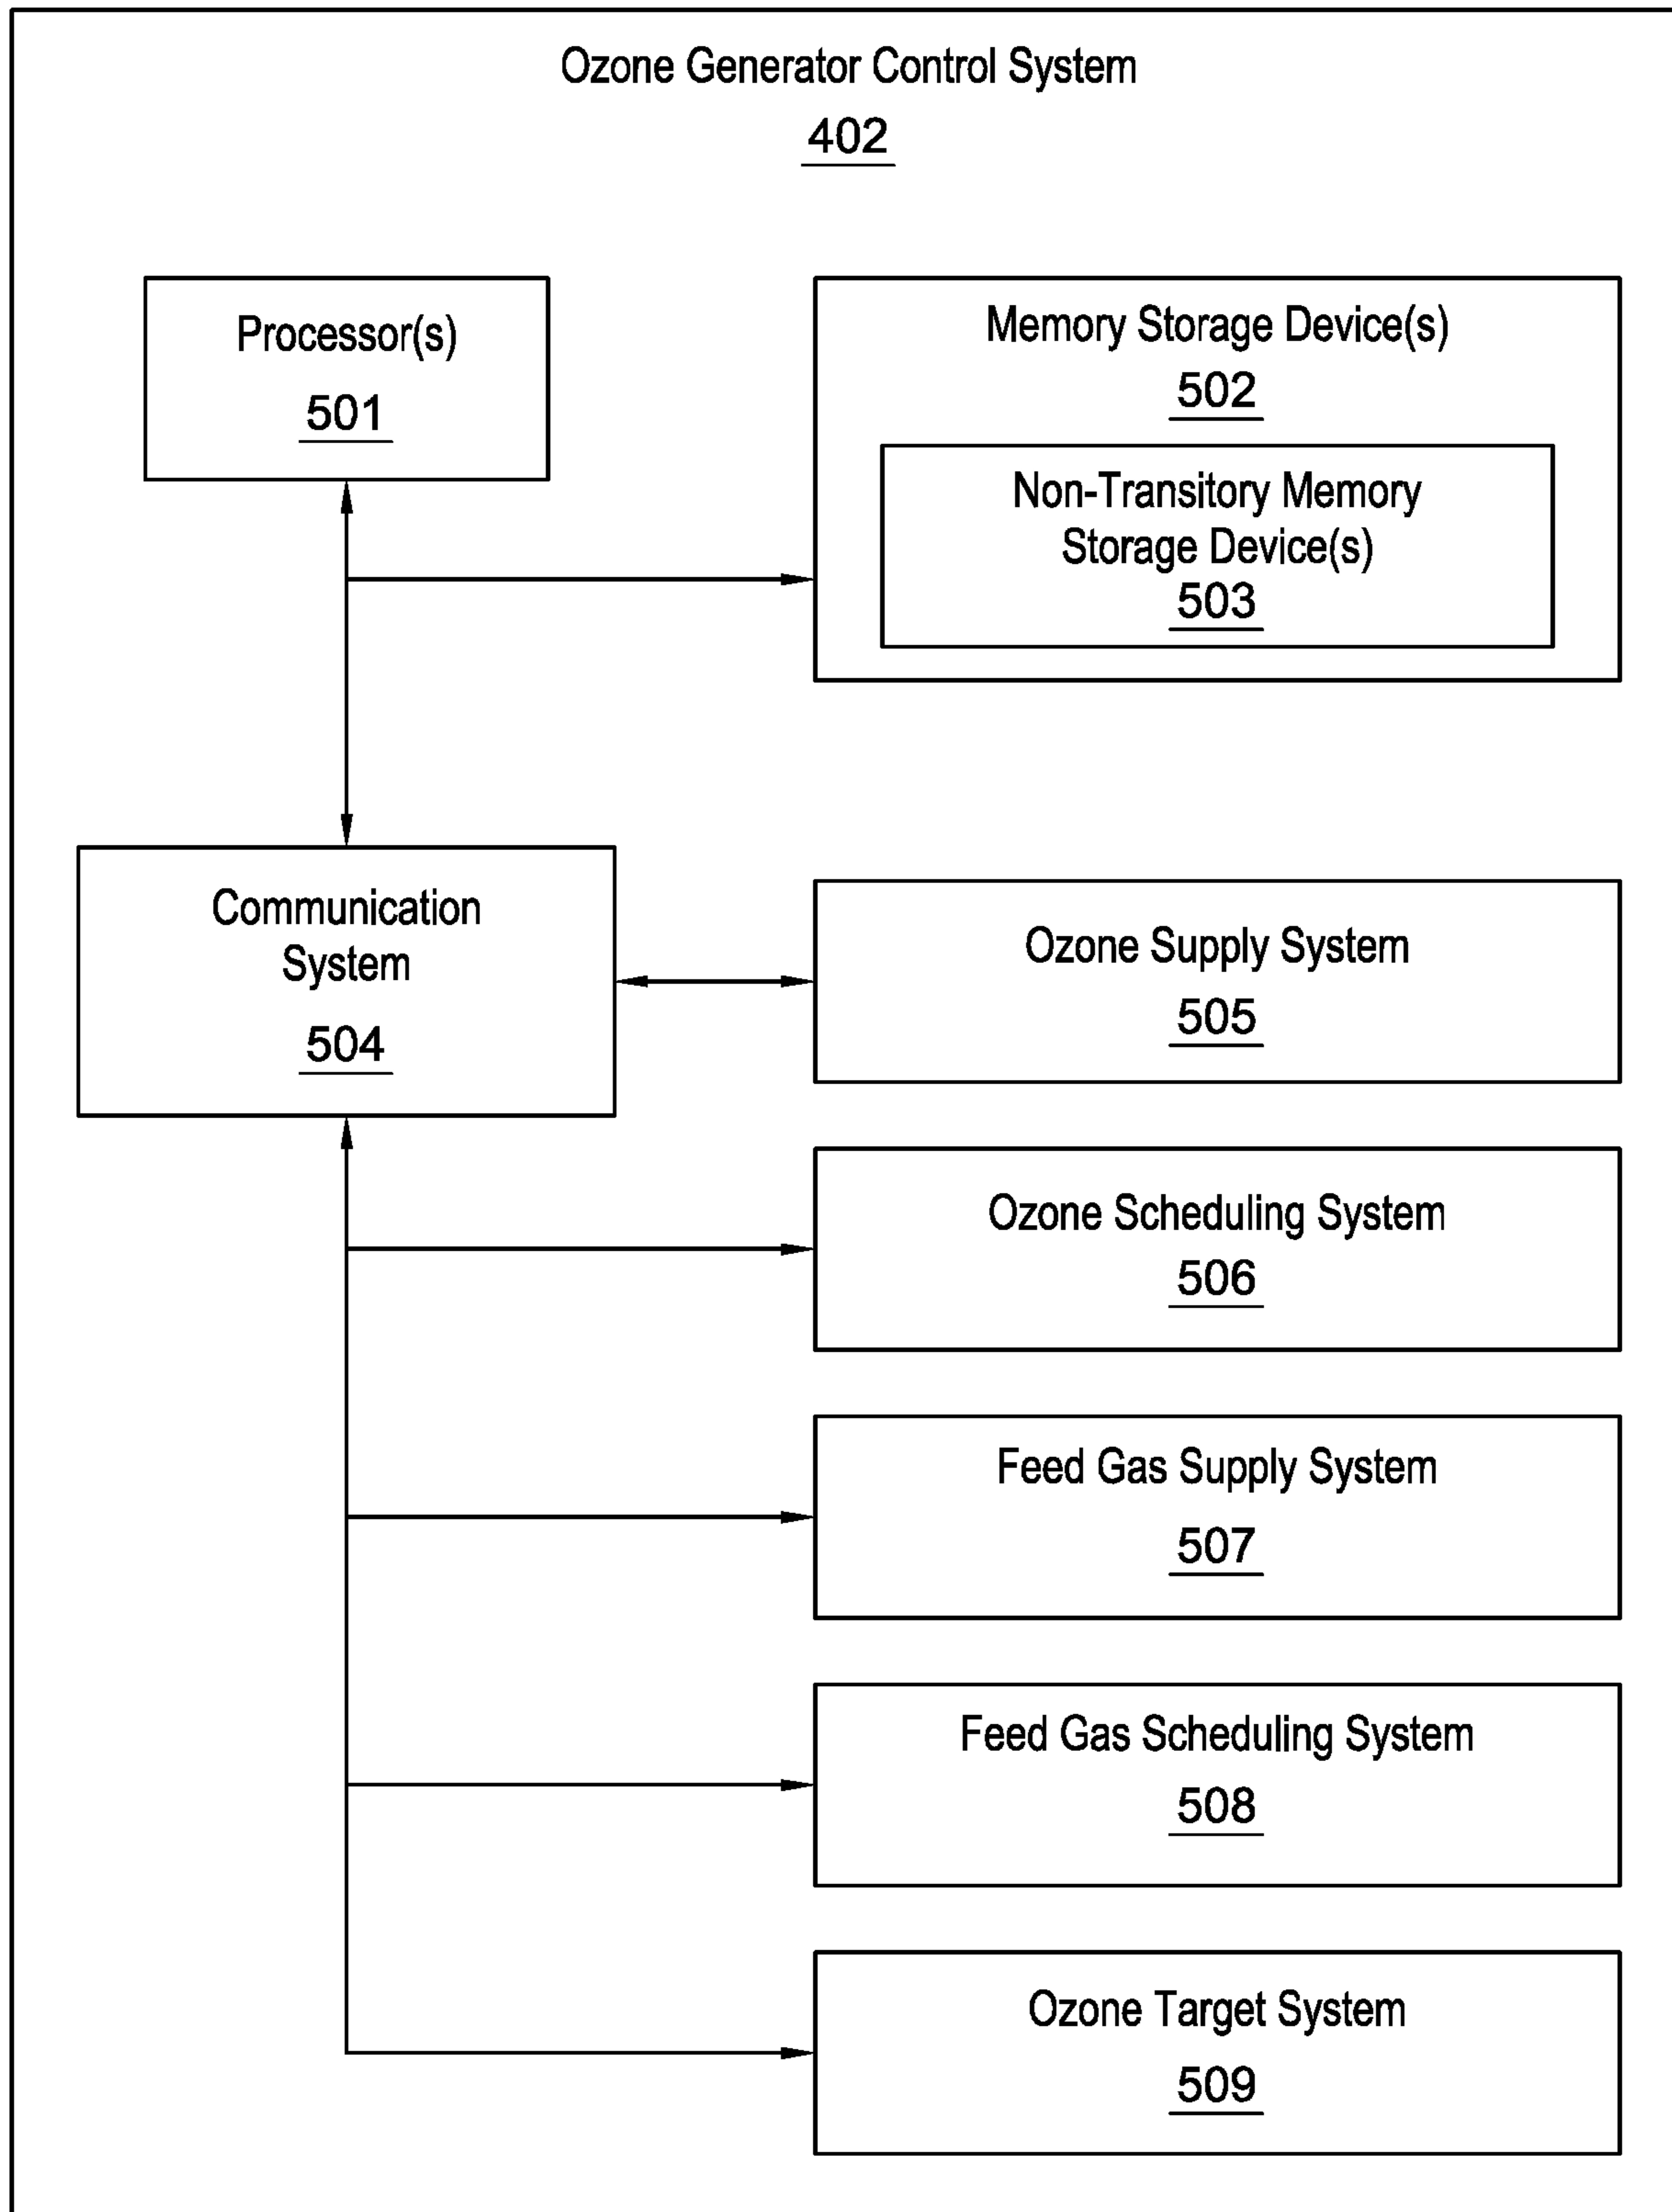 Ozone Generator Control System
402
Processor(s)
501
Memory Storage Device(s)
502
Non-Transitory Memory
Storage Device(s)
503
Communication
System
504
Ozone Supply System
505
Ozone Scheduling System
506
Feed Gas Supply System
507
Feed Gas Scheduling System
508
Ozone Target System
509